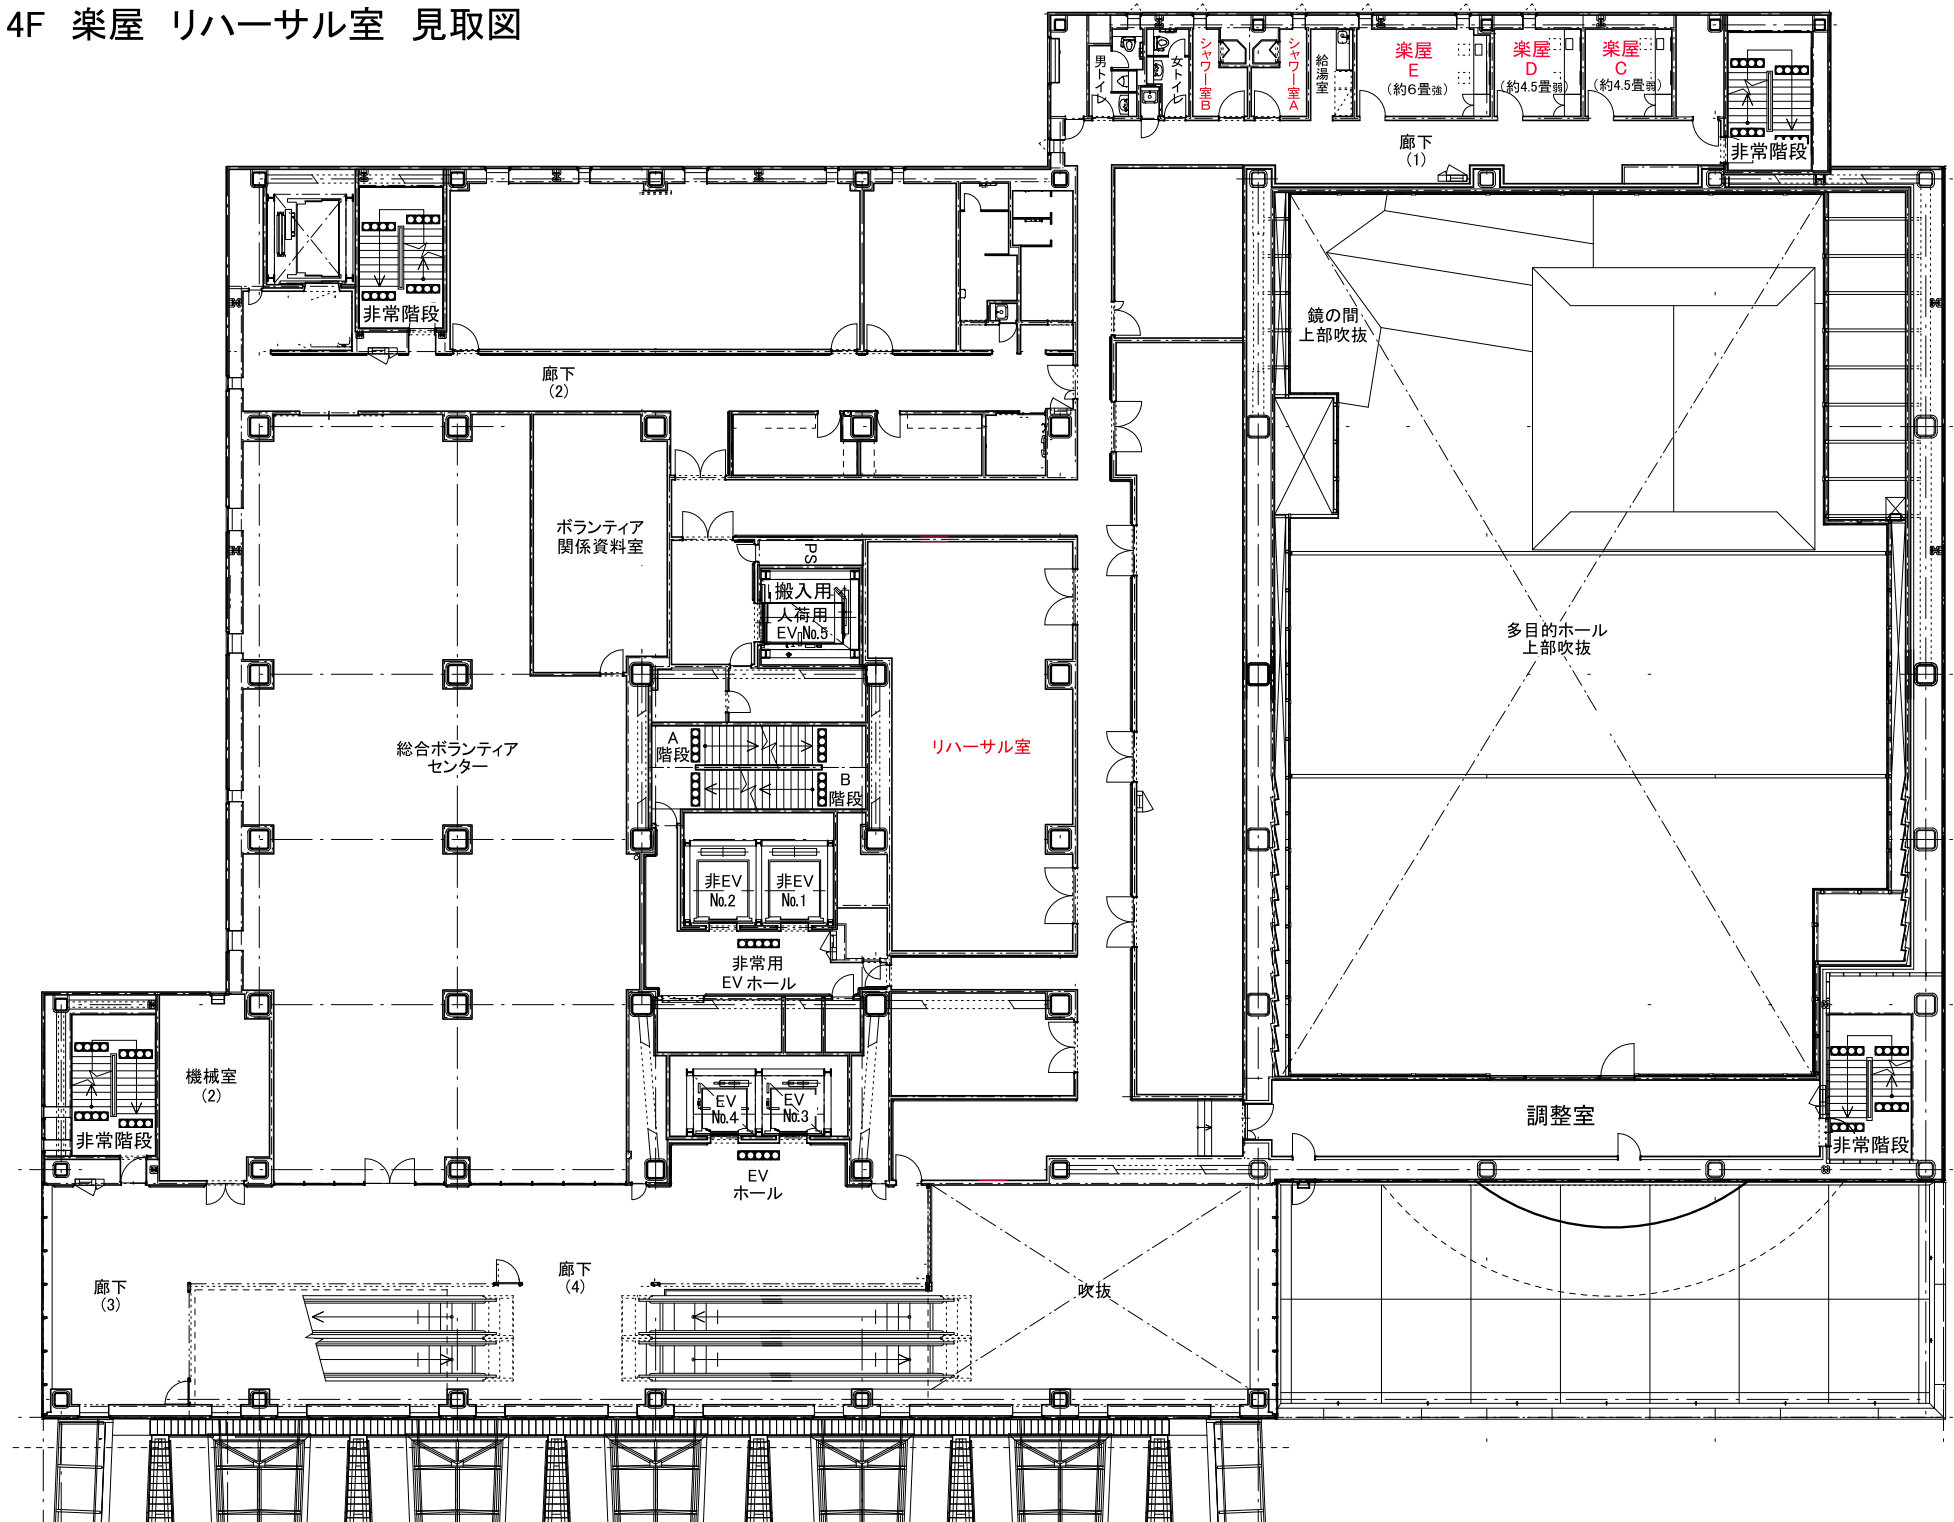 4F 楽屋 リハーサル室 見取図
男トイレ
女トイレ
シャワー室B
シャワー室A
給湯室
楽屋
E
(約6畳強)
楽屋
D
(約4.5畳弱)
楽屋
C
(約4.5畳弱)
非常階段
廊下
(1)
非常階段
鏡の間
上部吹抜
廊下
(2)
ボランティア
関係資料室
PS
搬入用
人荷用
EV No.5
多目的ホール
上部吹抜
総合ボランティア
センター
A
階段
B
階段
リハーサル室
非EV
No.2
非EV
No.1
非常用
EVホール
機械室
(2)
非常階段
EV
No.4
EV
No.3
調整室
非常階段
EV
ホール
廊下
(3)
廊下
(4)
吹抜